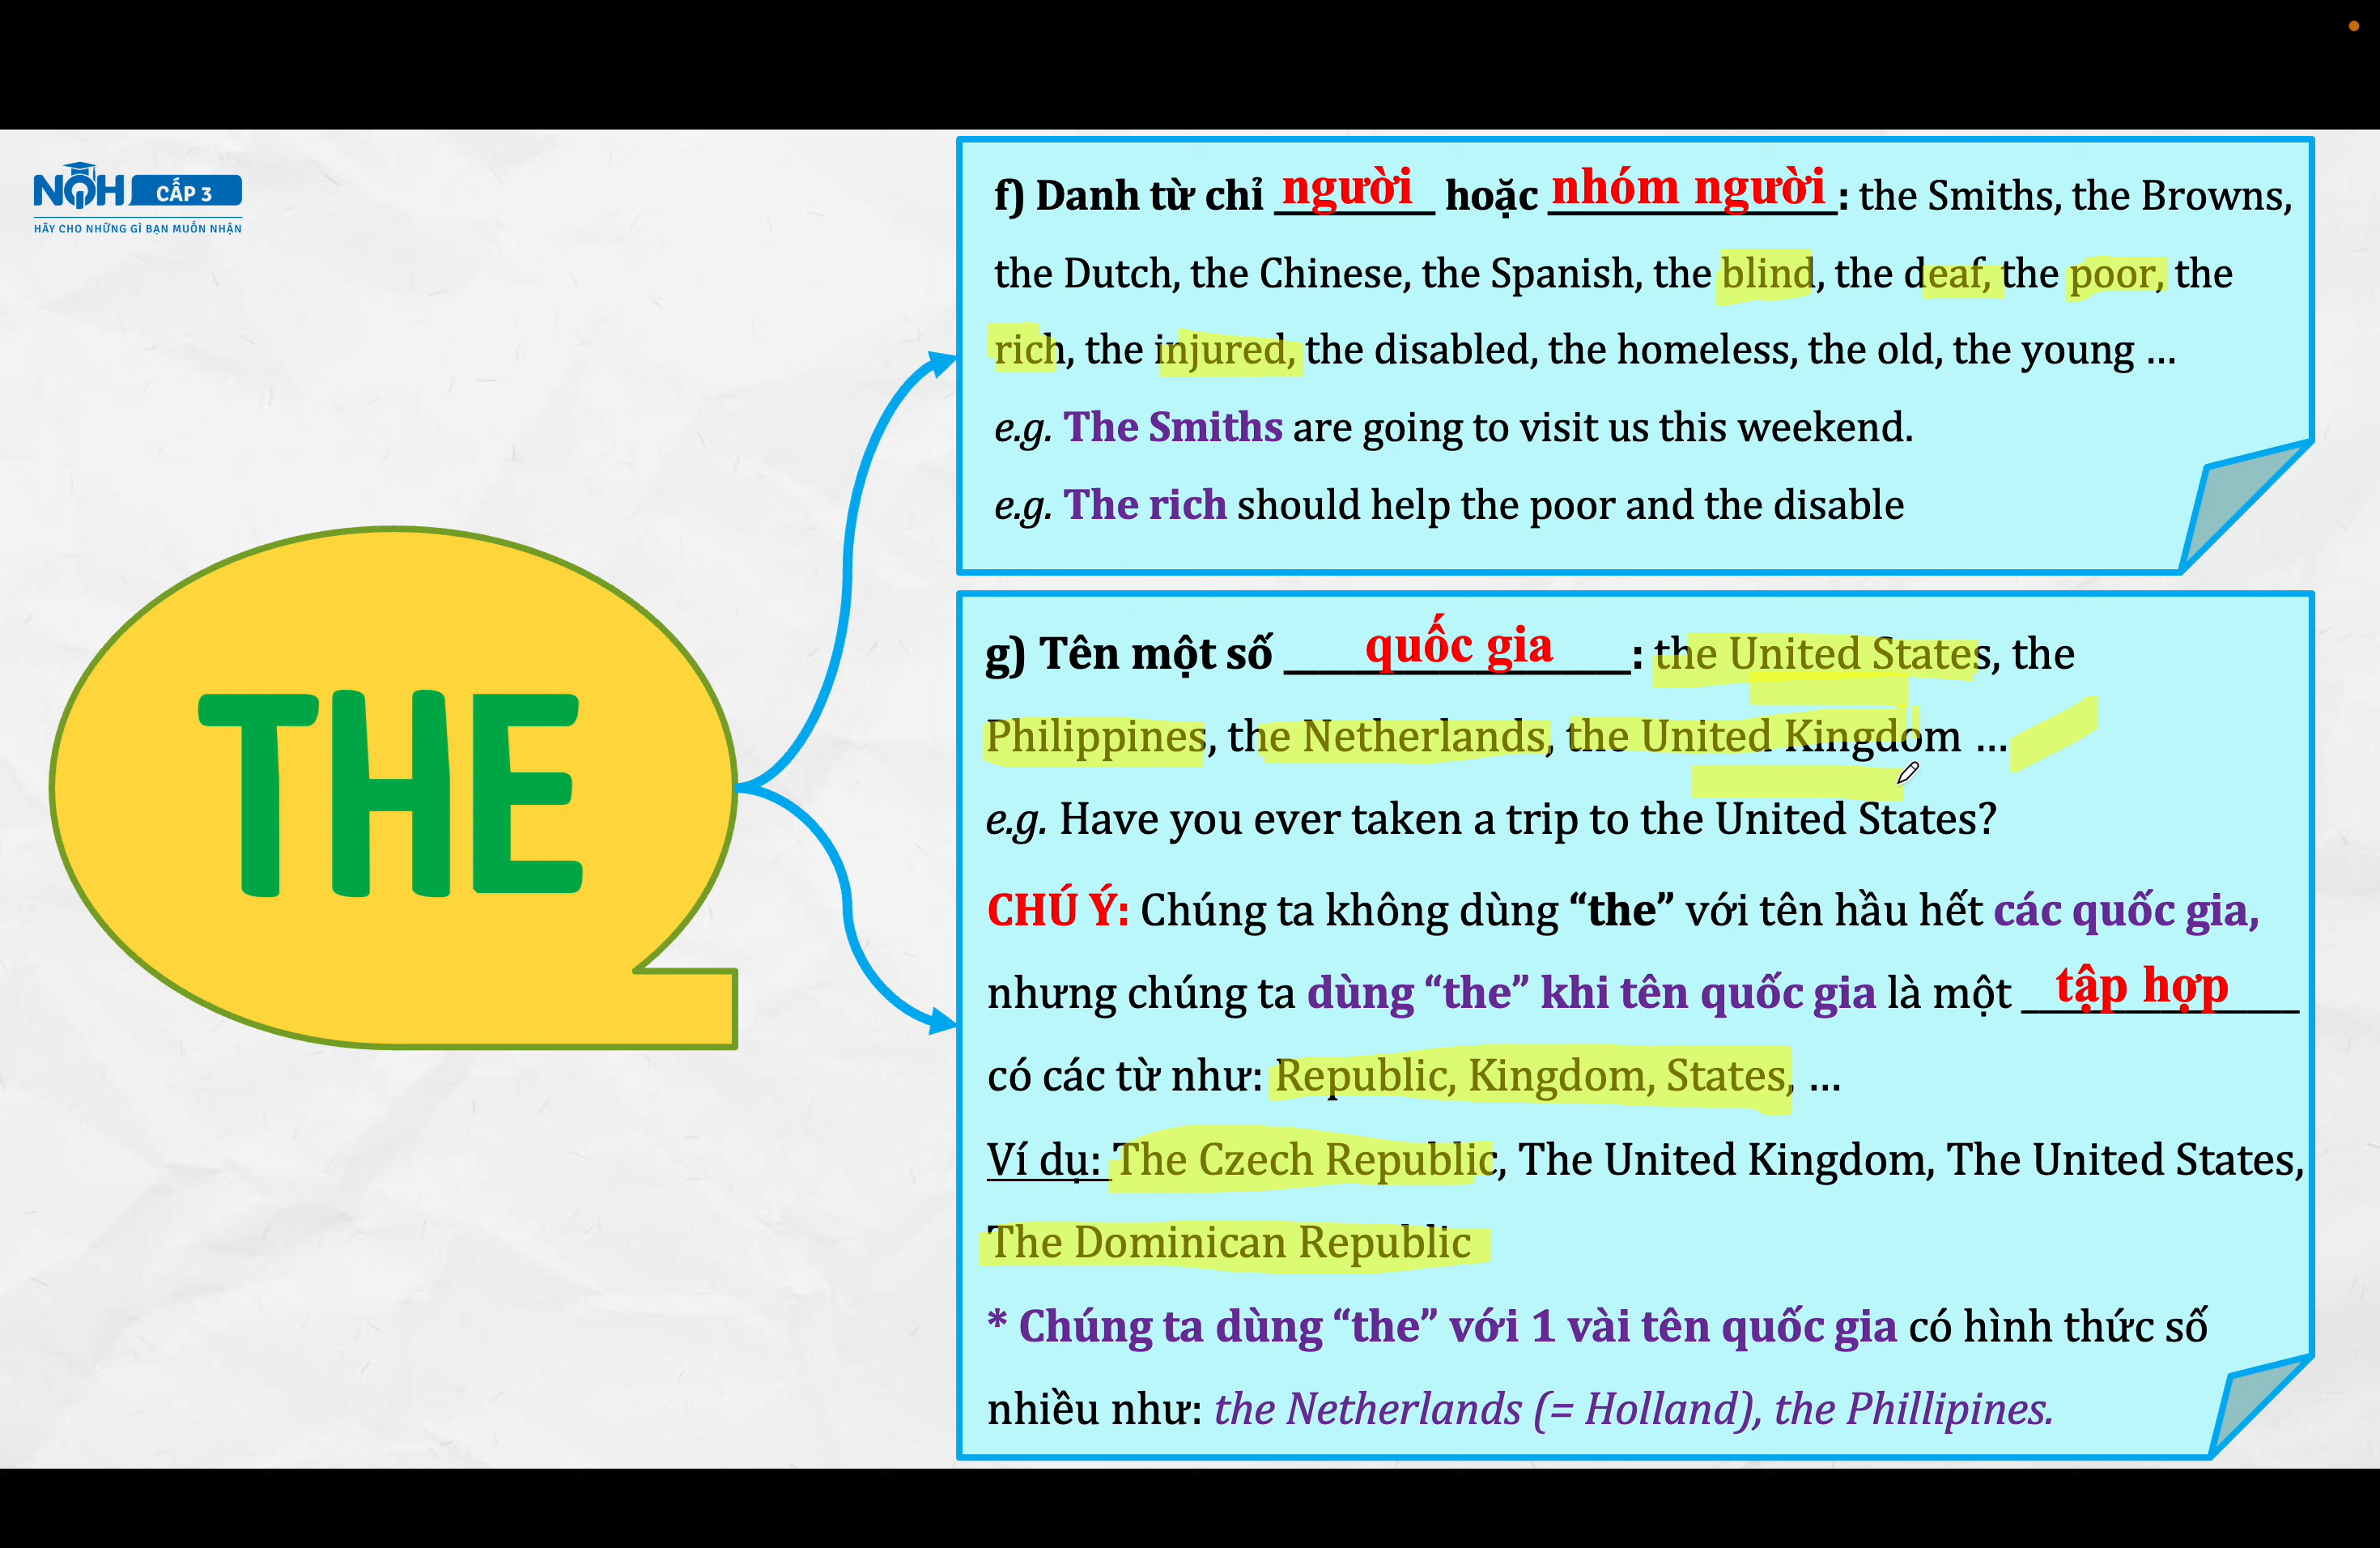 NQH CẤP 3
HÃY CHO NHỮNG GÌ BẠN MUỐN NHẬN
THE
f) Danh từ chỉ người hoặc nhóm người: the Smiths, the Browns,
the Dutch, the Chinese, the Spanish, the blind, the deaf, the poor, the
rich, the injured, the disabled, the homeless, the old, the young ...
e.g. The Smiths are going to visit us this weekend.
e.g. The rich should help the poor and the disable
g) Tên một số quốc gia: the United States, the
Philippines, the Netherlands, the United Kingdom ...
e.g. Have you ever taken a trip to the United States?
CHÚ Ý: Chúng ta không dùng “the” với tên hầu hết các quốc gia,
nhưng chúng ta dùng “the” khi tên quốc gia là một tập hợp
có các từ như: Republic, Kingdom, States, ...
Ví dụ: The Czech Republic, The United Kingdom, The United States,
The Dominican Republic
* Chúng ta dùng “the” với 1 vài tên quốc gia có hình thức số
nhiều như: the Netherlands (= Holland), the Phillipines.